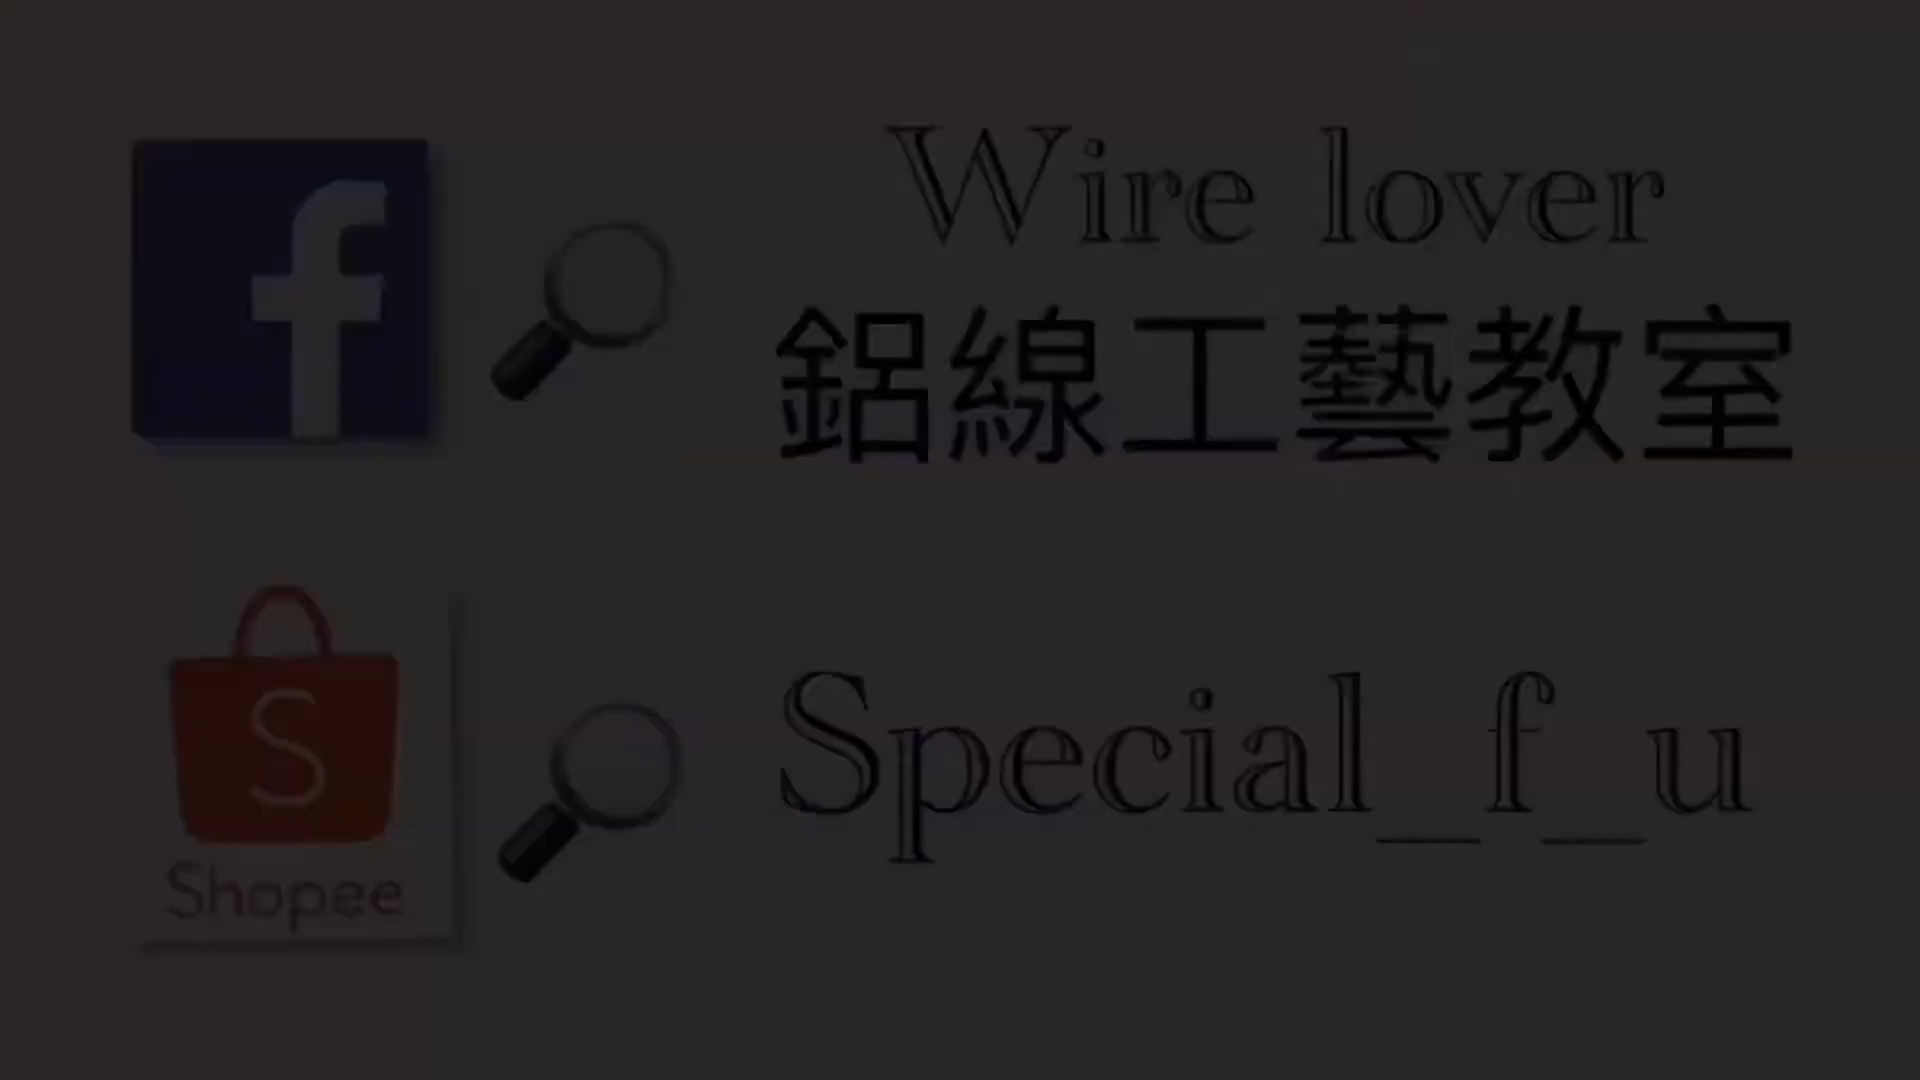 f
Wire lover
鋁線工藝教室
S
Shopee
Special_f_u